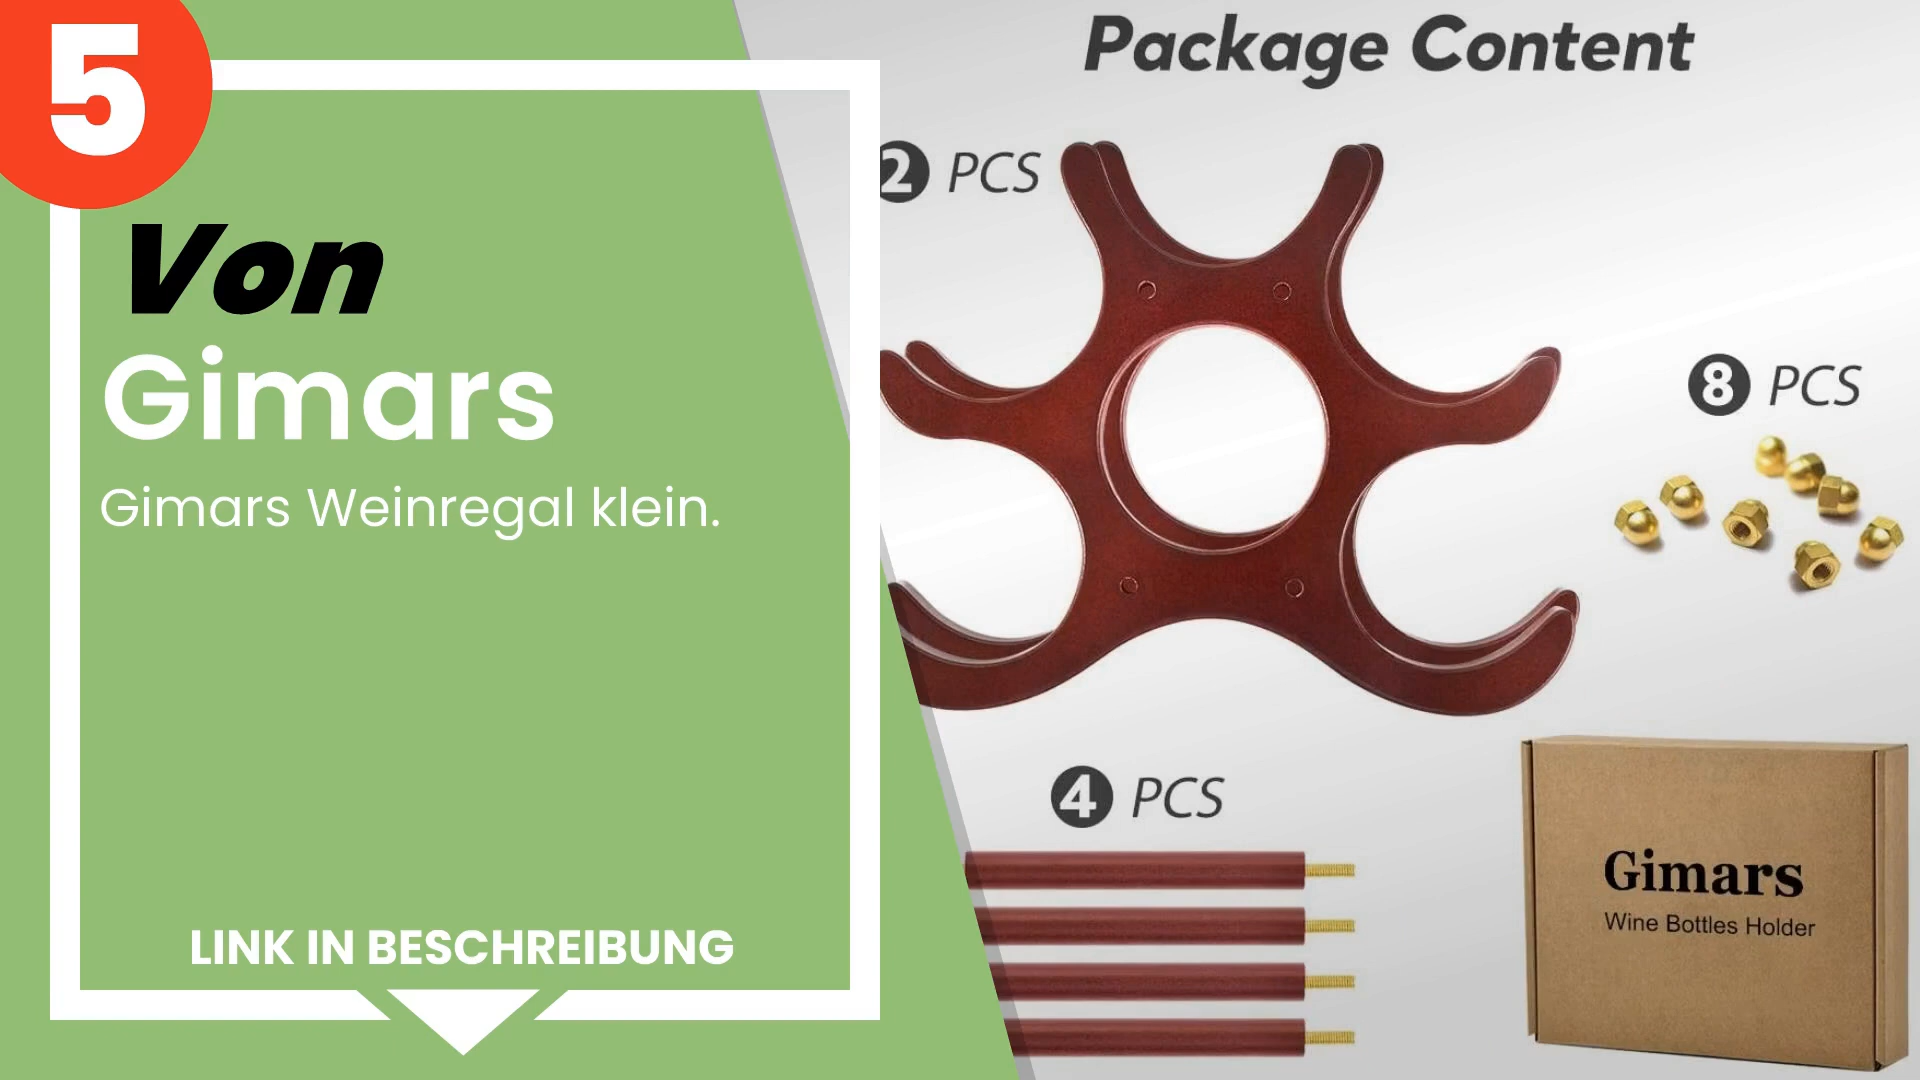 5
Von
Gimars
Gimars Weinregal klein.
LINK IN BESCHREIBUNG
Package Content
2 PCS
8 PCS
4 PCS
Gimars
Wine Bottles Holder